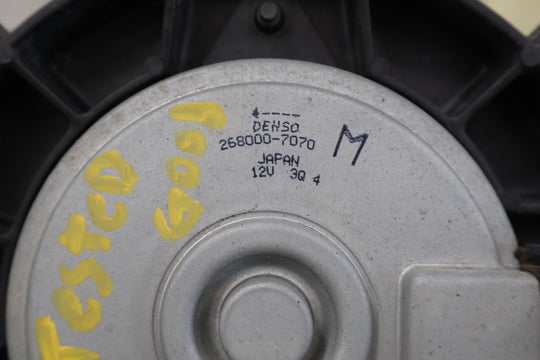 DENSO
268000-7070
JAPAN
12V 3Q 4
M
TESTED
GOOD